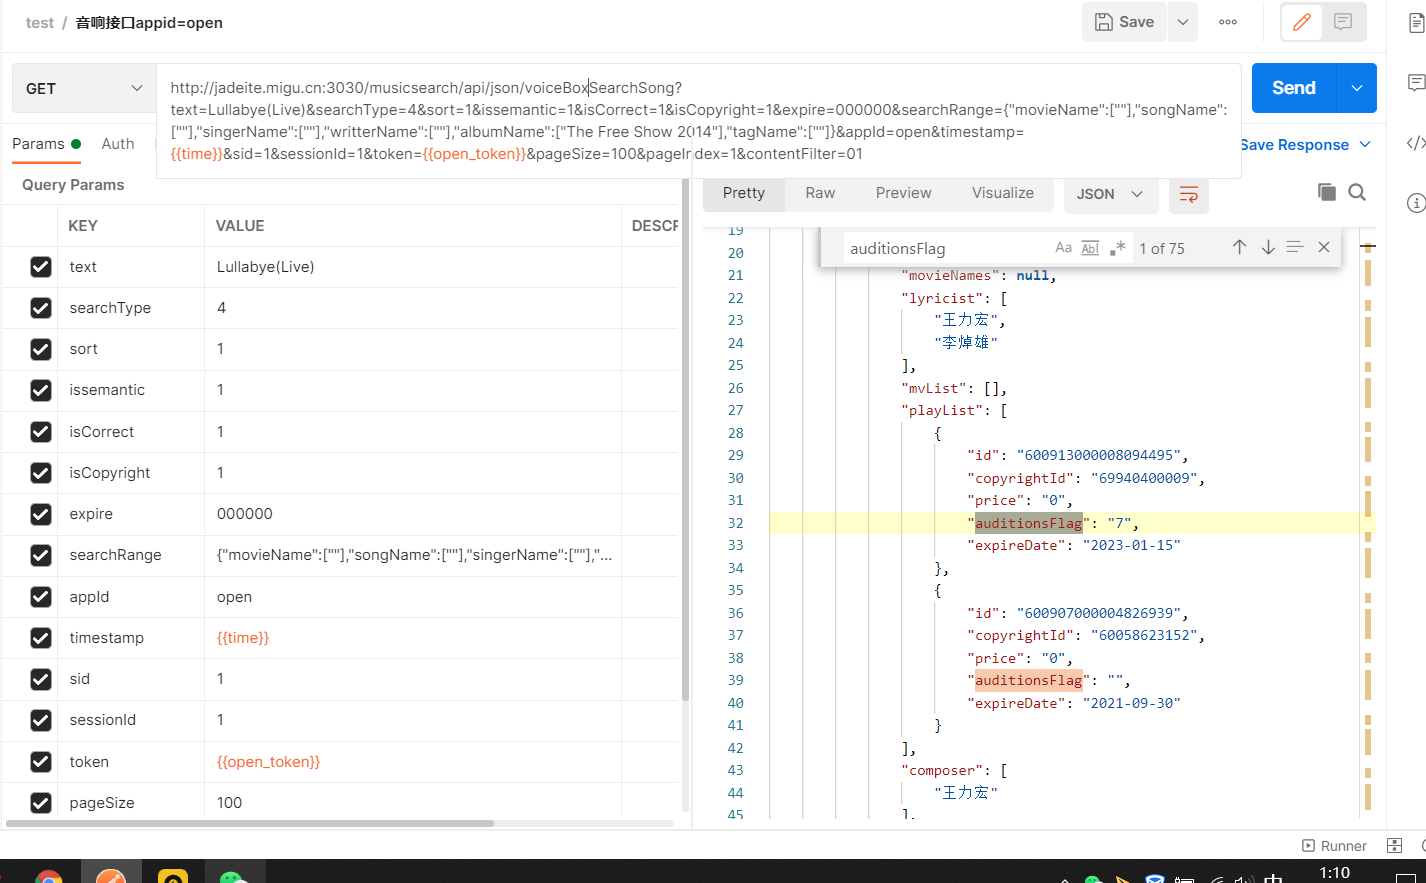 test / 音响接口appid=open
Save
GET
http://jadeite.migu.cn:3030/musicsearch/api/json/voiceBoxSearchSong?
text=Lullabye(Live)&searchType=4&sort=1&issemantic=1&isCorrect=1&isCopyright=1&expire=000000&searchRange={"movieName":[""],"songName":
[""],"singerName":[""],"writterName":[""],"albumName":["The Free Show 2014"],"tagName":[""]}&appId=open&timestamp=
{{time}}&sid=1&sessionId=1&token={{open_token}}&pageSize=100&pageIndex=1&contentFilter=01
Send
Params
Auth
Save Response
Query Params
KEY VALUE DESCR
text Lullabye(Live)
searchType 4
sort 1
issemantic 1
isCorrect 1
isCopyright 1
expire 000000
searchRange {"movieName":[""],"songName":[""],"singerName":[""],"...
appId open
timestamp {{time}}
sid 1
sessionId 1
token {{open_token}}
pageSize 100
Pretty Raw Preview Visualize JSON
auditionsFlag Aa Abl .* 1 of 75
19
20
21 "movieNames": null,
22 "lyricist": [
23 "王力宏",
24 "李焯雄"
25 ],
26 "mvList": [],
27 "playList": [
28 {
29 "id": "600913000008094495",
30 "copyrightId": "69940400009",
31 "price": "0",
32 "auditionsFlag": "7",
33 "expireDate": "2023-01-15"
34 },
35 {
36 "id": "600907000004826939",
37 "copyrightId": "60058623152",
38 "price": "0",
39 "auditionsFlag": "",
40 "expireDate": "2021-09-30"
41 }
42 ],
43 "composer": [
44 "王力宏"
45 ],
Runner
中
1:10